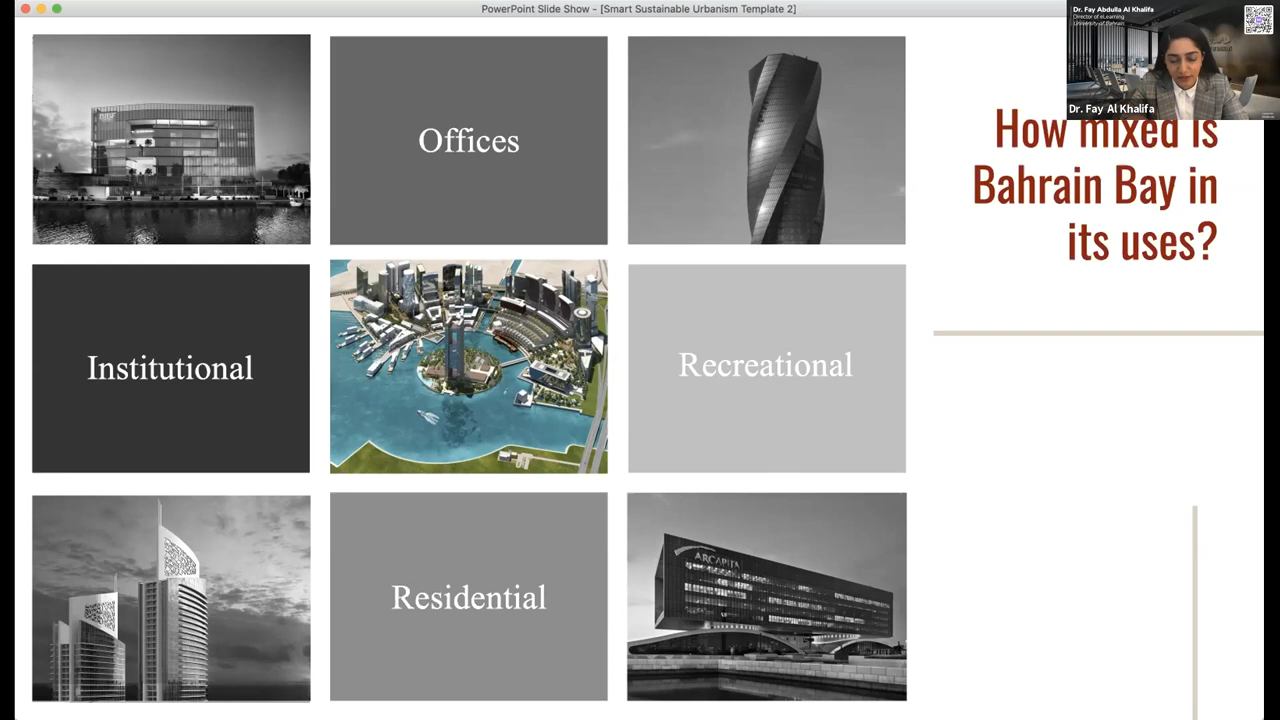 PowerPoint Slide Show - [Smart Sustainable Urbanism Template 2]
Dr. Fay Abdulla Al Khalifa
Director of eLearning
University of Bahrain
Dr. Fay Al Khalifa
How mixed is
Bahrain Bay in
its uses?
Offices
Institutional
Recreational
Residential
ARCAPITA